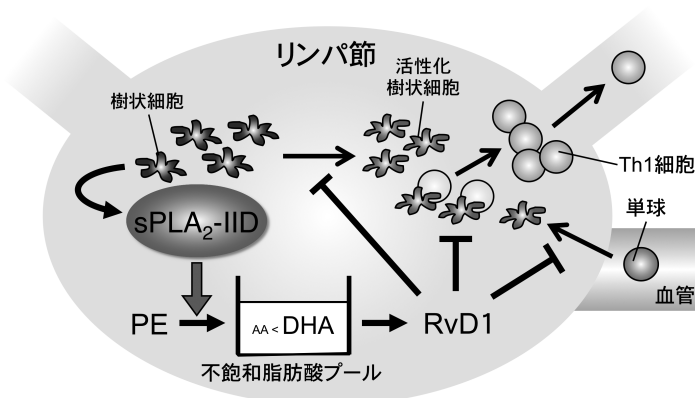 リンパ節
活性化
樹状細胞
樹状細胞
Th1細胞
単球
血管
sPLA₂-IID
PE
AA < DHA
RvD1
不飽和脂肪酸プール